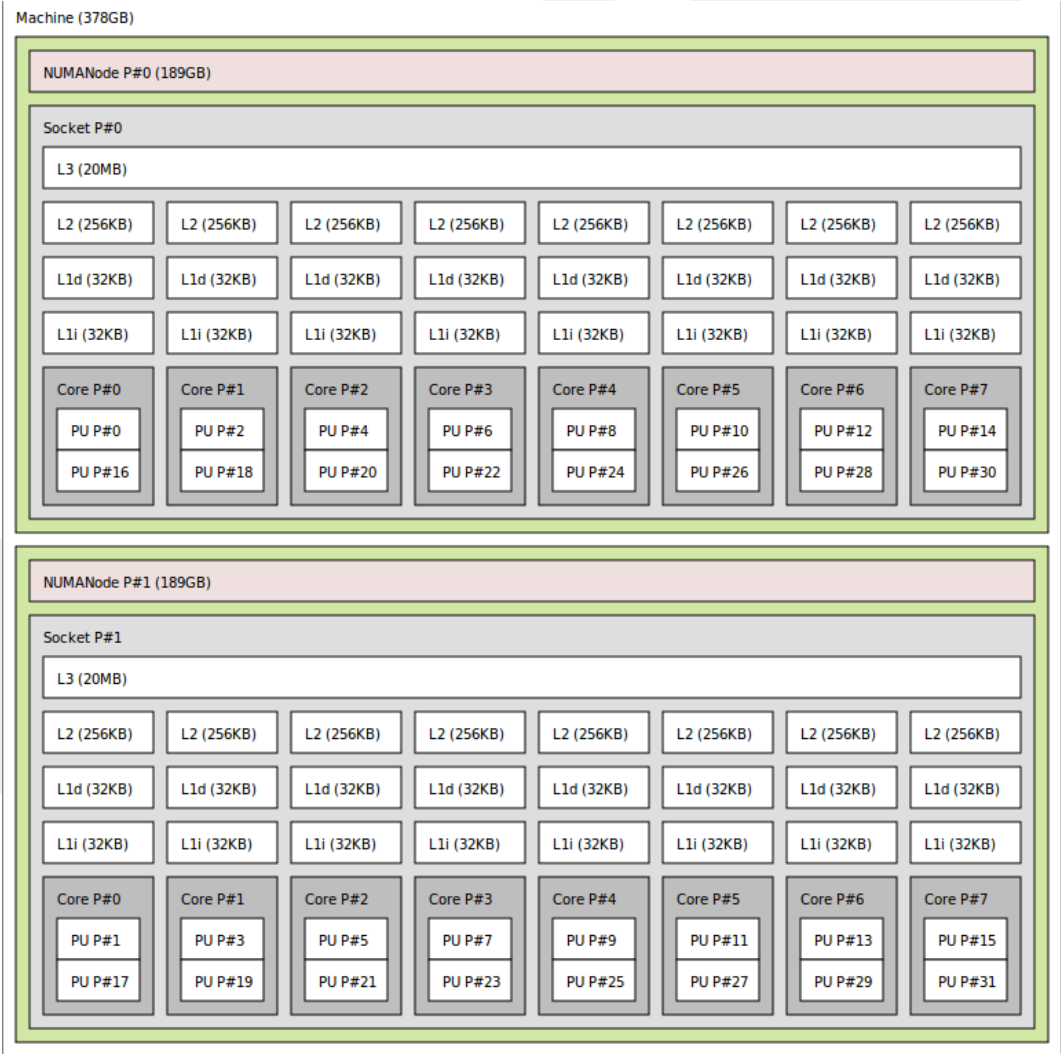 Machine (378GB)
NUMANode P#0 (189GB)
Socket P#0
L3 (20MB)
L2 (256KB) L2 (256KB) L2 (256KB) L2 (256KB) L2 (256KB) L2 (256KB) L2 (256KB) L2 (256KB)
L1d (32KB) L1d (32KB) L1d (32KB) L1d (32KB) L1d (32KB) L1d (32KB) L1d (32KB) L1d (32KB)
L1i (32KB) L1i (32KB) L1i (32KB) L1i (32KB) L1i (32KB) L1i (32KB) L1i (32KB) L1i (32KB)
Core P#0 Core P#1 Core P#2 Core P#3 Core P#4 Core P#5 Core P#6 Core P#7
PU P#0 PU P#2 PU P#4 PU P#6 PU P#8 PU P#10 PU P#12 PU P#14
PU P#16 PU P#18 PU P#20 PU P#22 PU P#24 PU P#26 PU P#28 PU P#30
NUMANode P#1 (189GB)
Socket P#1
L3 (20MB)
L2 (256KB) L2 (256KB) L2 (256KB) L2 (256KB) L2 (256KB) L2 (256KB) L2 (256KB) L2 (256KB)
L1d (32KB) L1d (32KB) L1d (32KB) L1d (32KB) L1d (32KB) L1d (32KB) L1d (32KB) L1d (32KB)
L1i (32KB) L1i (32KB) L1i (32KB) L1i (32KB) L1i (32KB) L1i (32KB) L1i (32KB) L1i (32KB)
Core P#0 Core P#1 Core P#2 Core P#3 Core P#4 Core P#5 Core P#6 Core P#7
PU P#1 PU P#3 PU P#5 PU P#7 PU P#9 PU P#11 PU P#13 PU P#15
PU P#17 PU P#19 PU P#21 PU P#23 PU P#25 PU P#27 PU P#29 PU P#31